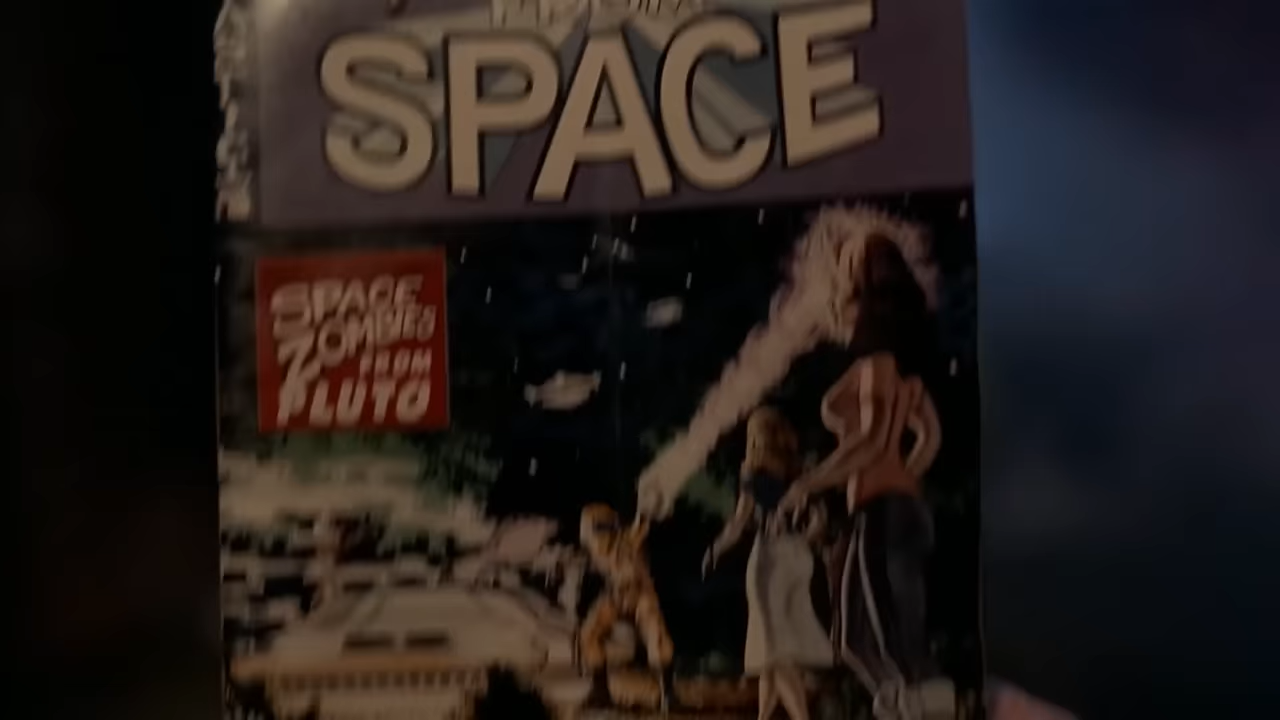 SPACE
SPACE
ZOMBIES
FROM
PLUTO